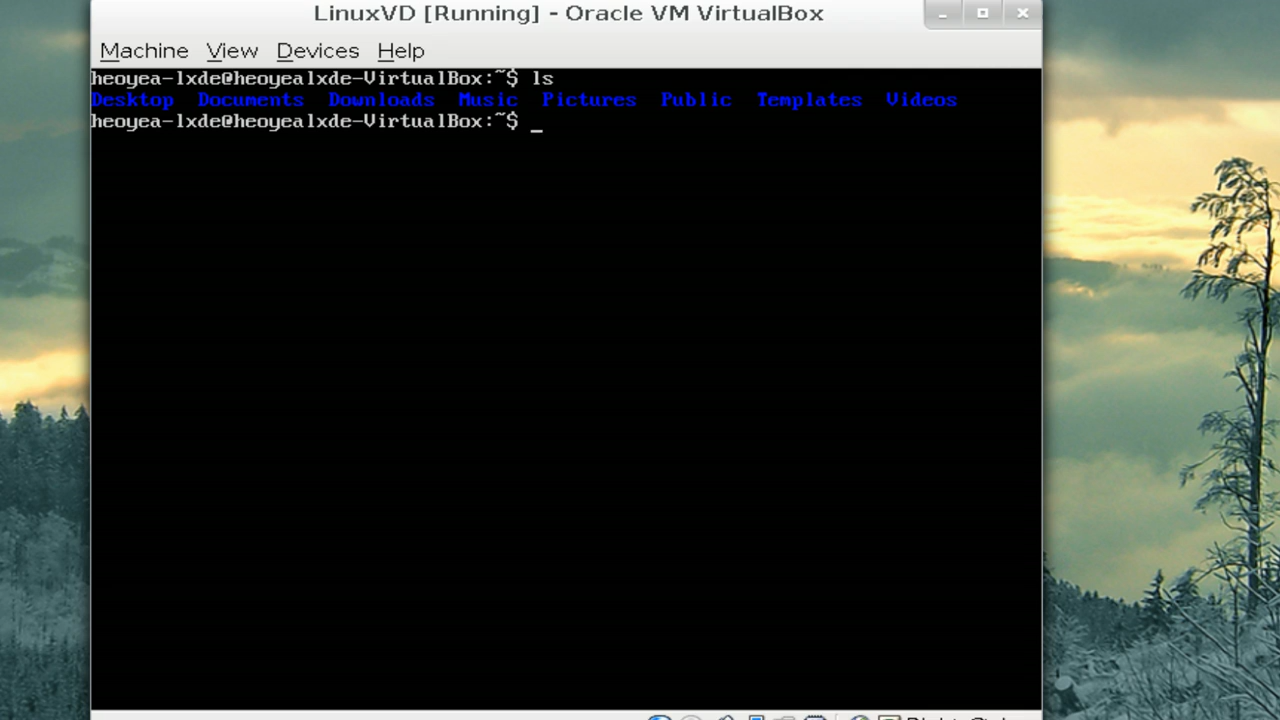 LinuxVD [Running] - Oracle VM VirtualBox
Machine View Devices Help
heoyea-lxde@heoyealxde-VirtualBox:~$ ls
Desktop Documents Downloads Music Pictures Public Templates Videos
heoyea-lxde@heoyealxde-VirtualBox:~$ _